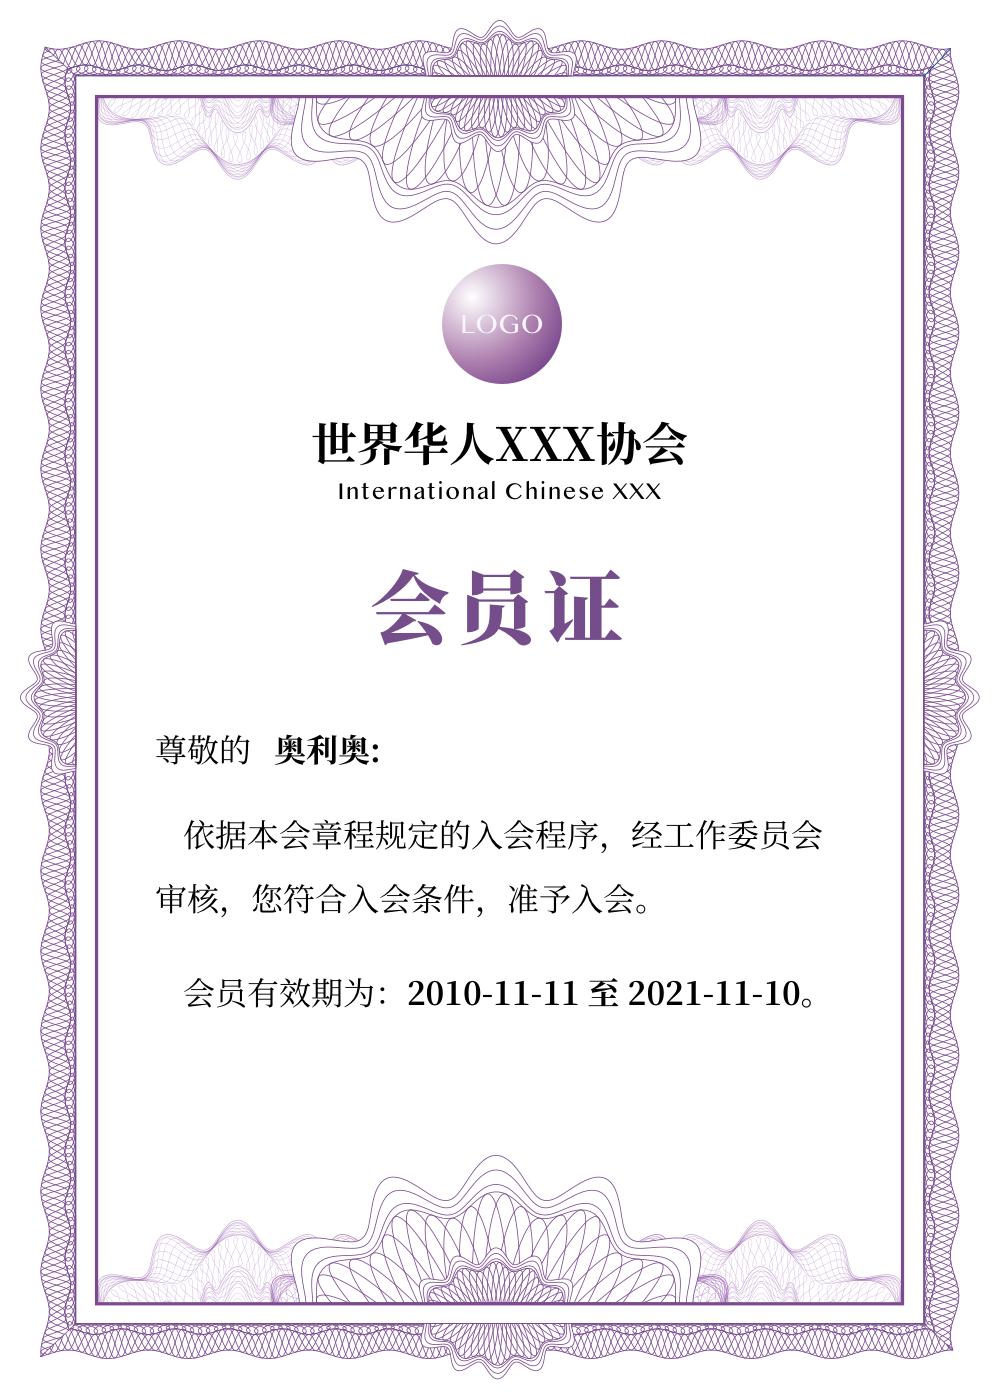 LOGO
世界华人XXX协会
International Chinese XXX
会员证
尊敬的 奥利奥:
依据本会章程规定的入会程序，经工作委员会
审核，您符合入会条件，准予入会。
会员有效期为：2010-11-11 至 2021-11-10。